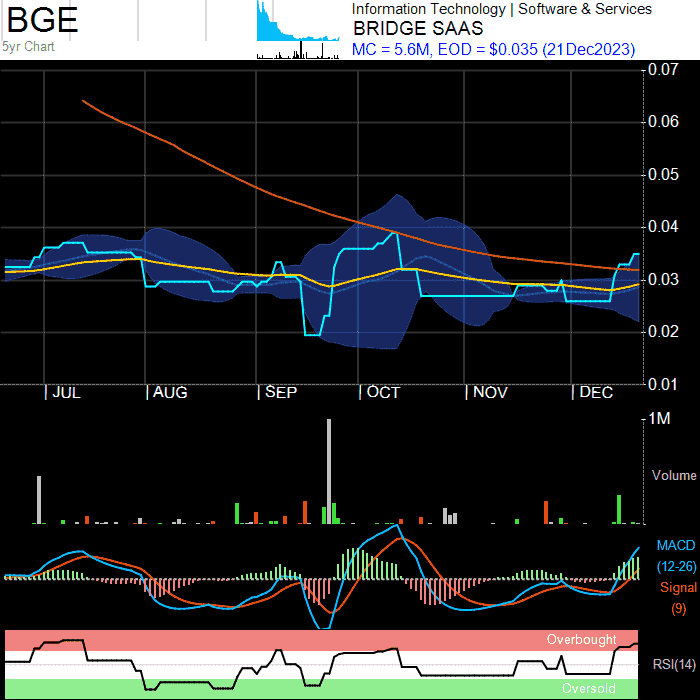 BGE
5yr Chart
Information Technology | Software & Services
BRIDGE SAAS
MC = 5.6M, EOD = $0.035 (21Dec2023)
0.07
0.06
0.05
0.04
0.03
0.02
0.01
| JUL | AUG | SEP | OCT | NOV | DEC
1M
Volume
MACD
(12-26)
Signal
(9)
Overbought
RSI(14)
Oversold